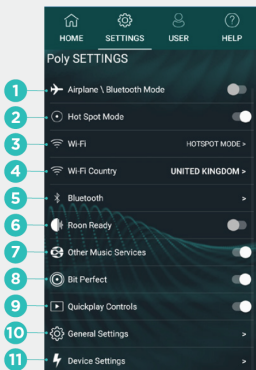 HOME SETTINGS USER HELP
Poly SETTINGS
1 Airplane \ Bluetooth Mode
2 Hot Spot Mode
3 Wi-Fi HOTSPOT MODE >
4 Wi-Fi Country UNITED KINGDOM >
5 Bluetooth >
6 Roon Ready
7 Other Music Services
8 Bit Perfect
9 Quickplay Controls
10 General Settings >
11 Device Settings >